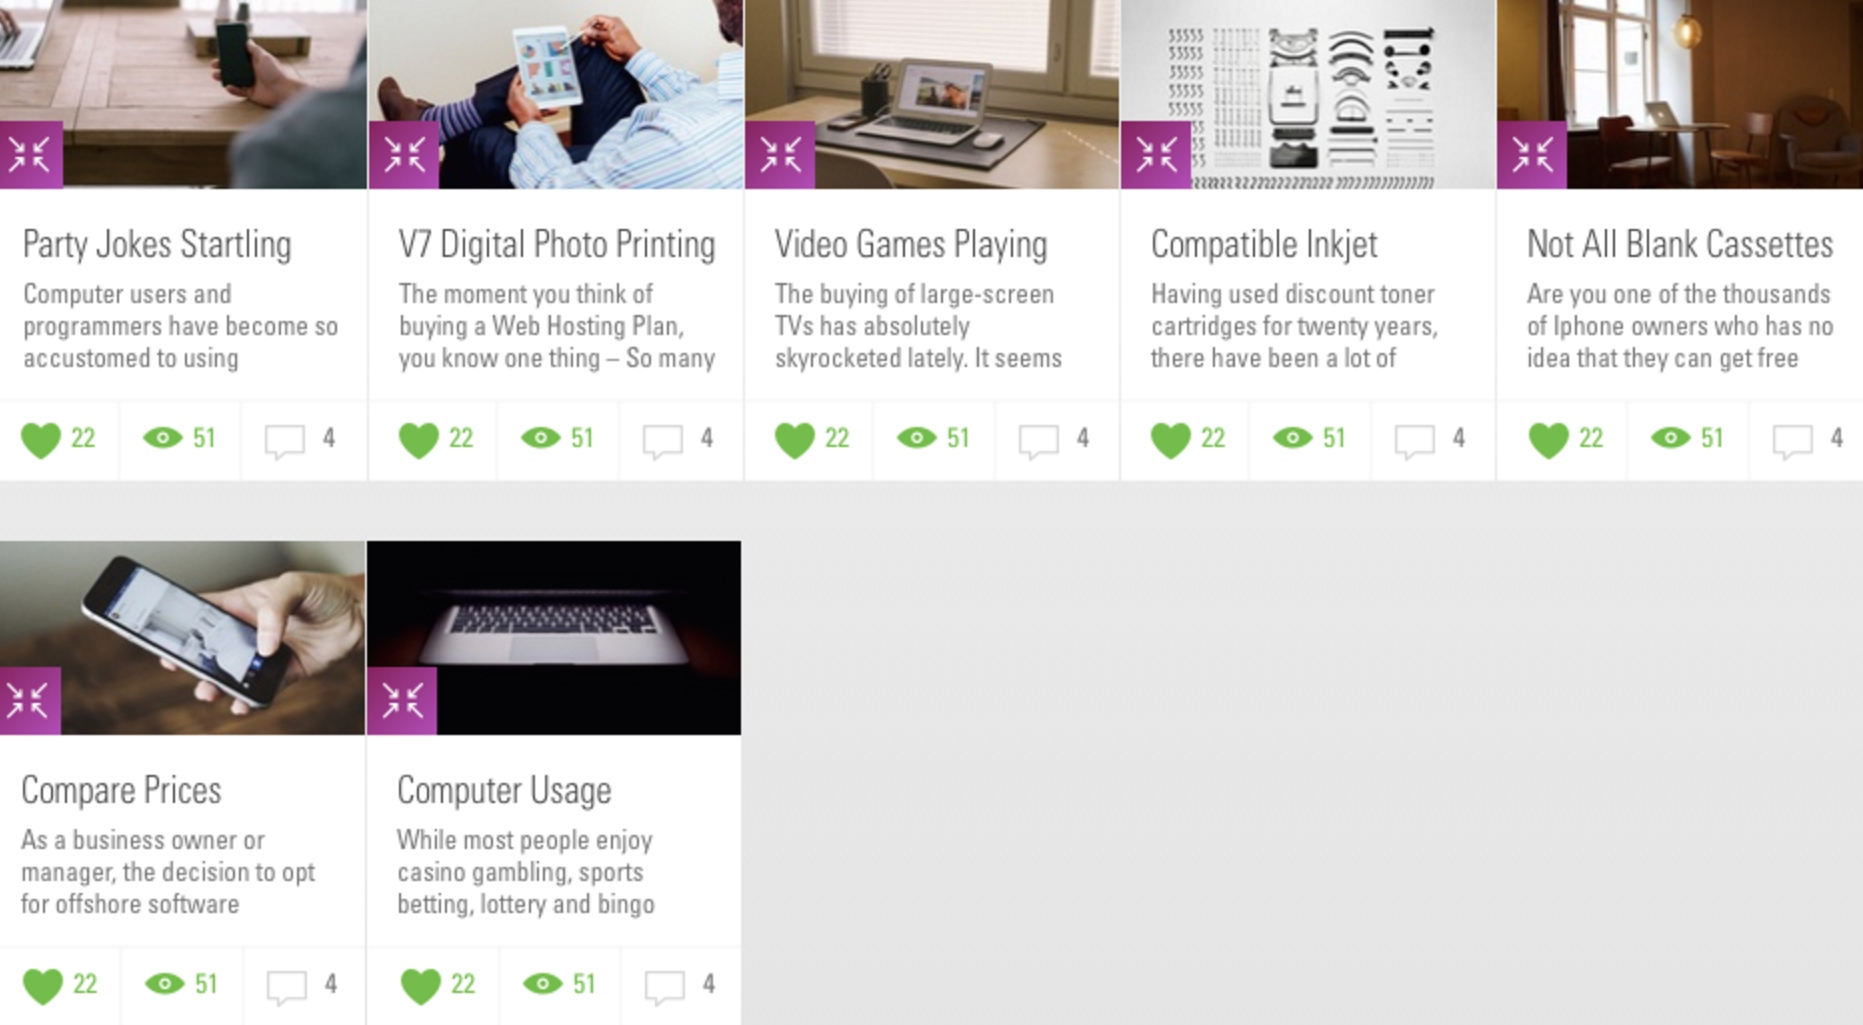 Party Jokes Startling
Computer users and
programmers have become so
accustomed to using
22 51 4
V7 Digital Photo Printing
The moment you think of
buying a Web Hosting Plan,
you know one thing – So many
22 51 4
Video Games Playing
The buying of large-screen
TVs has absolutely
skyrocketed lately. It seems
22 51 4
Compatible Inkjet
Having used discount toner
cartridges for twenty years,
there have been a lot of
22 51 4
Not All Blank Cassettes
Are you one of the thousands
of Iphone owners who has no
idea that they can get free
22 51 4
Compare Prices
As a business owner or
manager, the decision to opt
for offshore software
22 51 4
Computer Usage
While most people enjoy
casino gambling, sports
betting, lottery and bingo
22 51 4